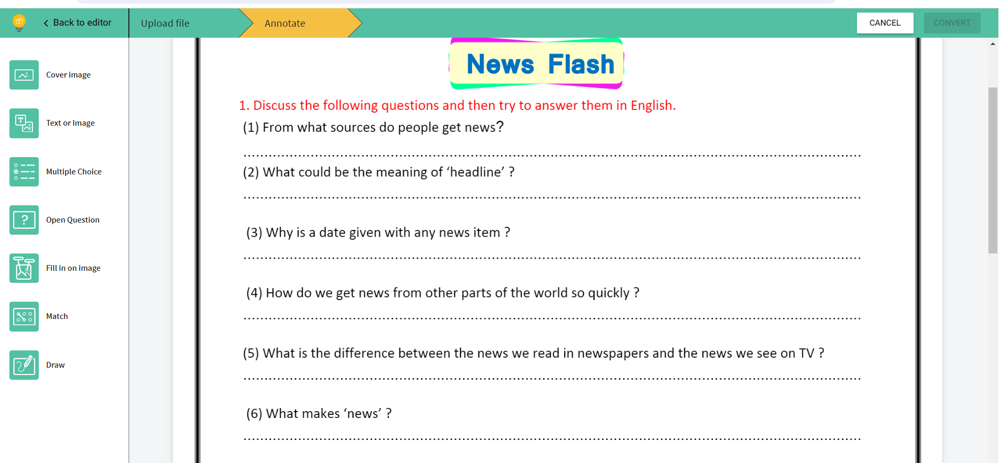 Back to editor
Upload file
Annotate
CANCEL
CONVERT
Cover image
Text or Image
Multiple Choice
Open Question
Fill in on image
Match
Draw
News Flash
1. Discuss the following questions and then try to answer them in English.
(1) From what sources do people get news?
(2) What could be the meaning of ‘headline’ ?
(3) Why is a date given with any news item ?
(4) How do we get news from other parts of the world so quickly ?
(5) What is the difference between the news we read in newspapers and the news we see on TV ?
(6) What makes ‘news’ ?